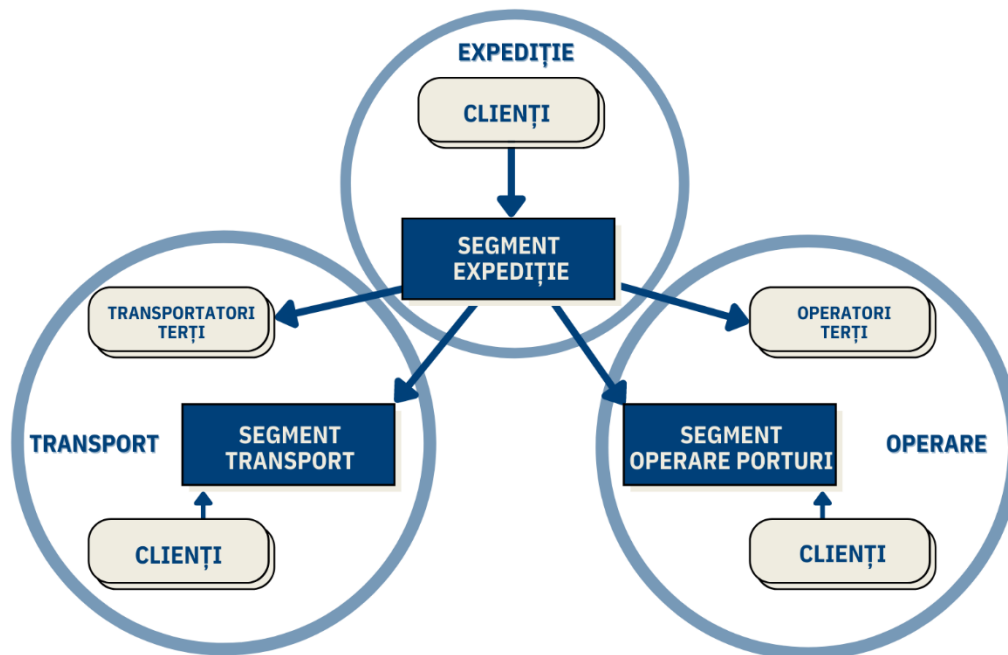 EXPEDIȚIE
CLIENȚI
SEGMENT
EXPEDIȚIE
TRANSPORTATORI
TERȚI
OPERATORI
TERȚI
TRANSPORT
SEGMENT
TRANSPORT
SEGMENT
OPERARE PORTURI
OPERARE
CLIENȚI
CLIENȚI